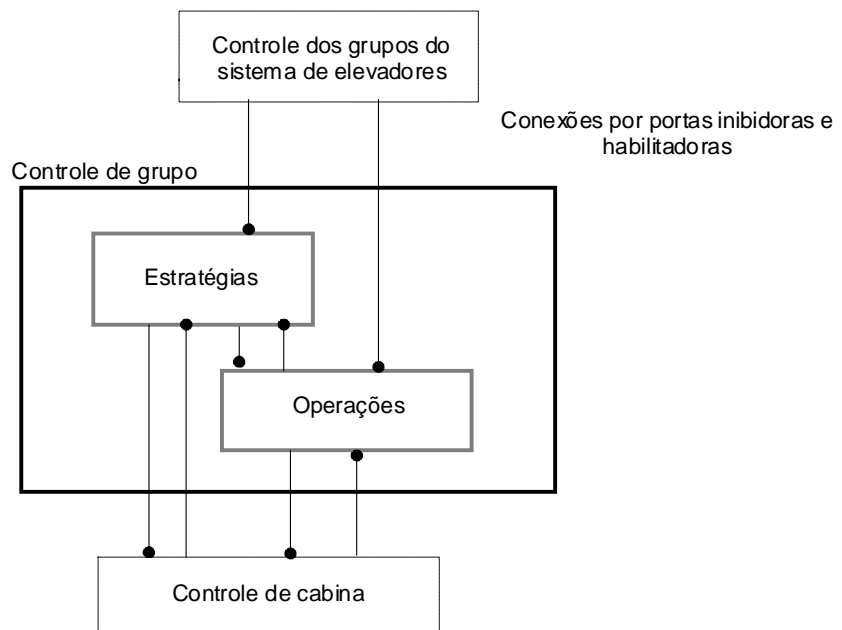 Controle dos grupos do
sistema de elevadores
Conexões por portas inibidoras e
habilitadoras
Controle de grupo
Estratégias
Operações
Controle de cabina